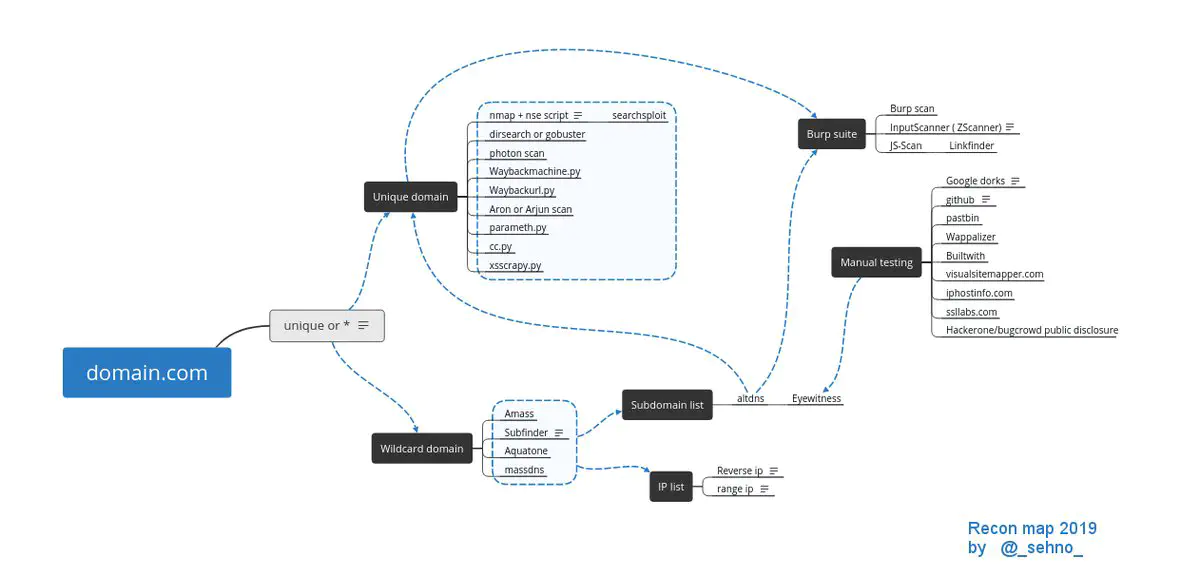 domain.com
unique or *
Unique domain
nmap + nse script
searchsploit
dirsearch or gobuster
photon scan
Waybackmachine.py
Waybackurl.py
Aron or Arjun scan
parameth.py
cc.py
xsscrapy.py
Burp suite
Burp scan
InputScanner ( ZScanner)
JS-Scan
Linkfinder
Manual testing
Google dorks
github
pastbin
Wappalizer
Builtwith
visualsitemapper.com
iphostinfo.com
ssllabs.com
Hackerone/bugcrowd public disclosure
Wildcard domain
Amass
Subfinder
Aquatone
massdns
Subdomain list
altdns
Eyewitness
IP list
Reverse ip
range ip
Recon map 2019
by @_sehno_